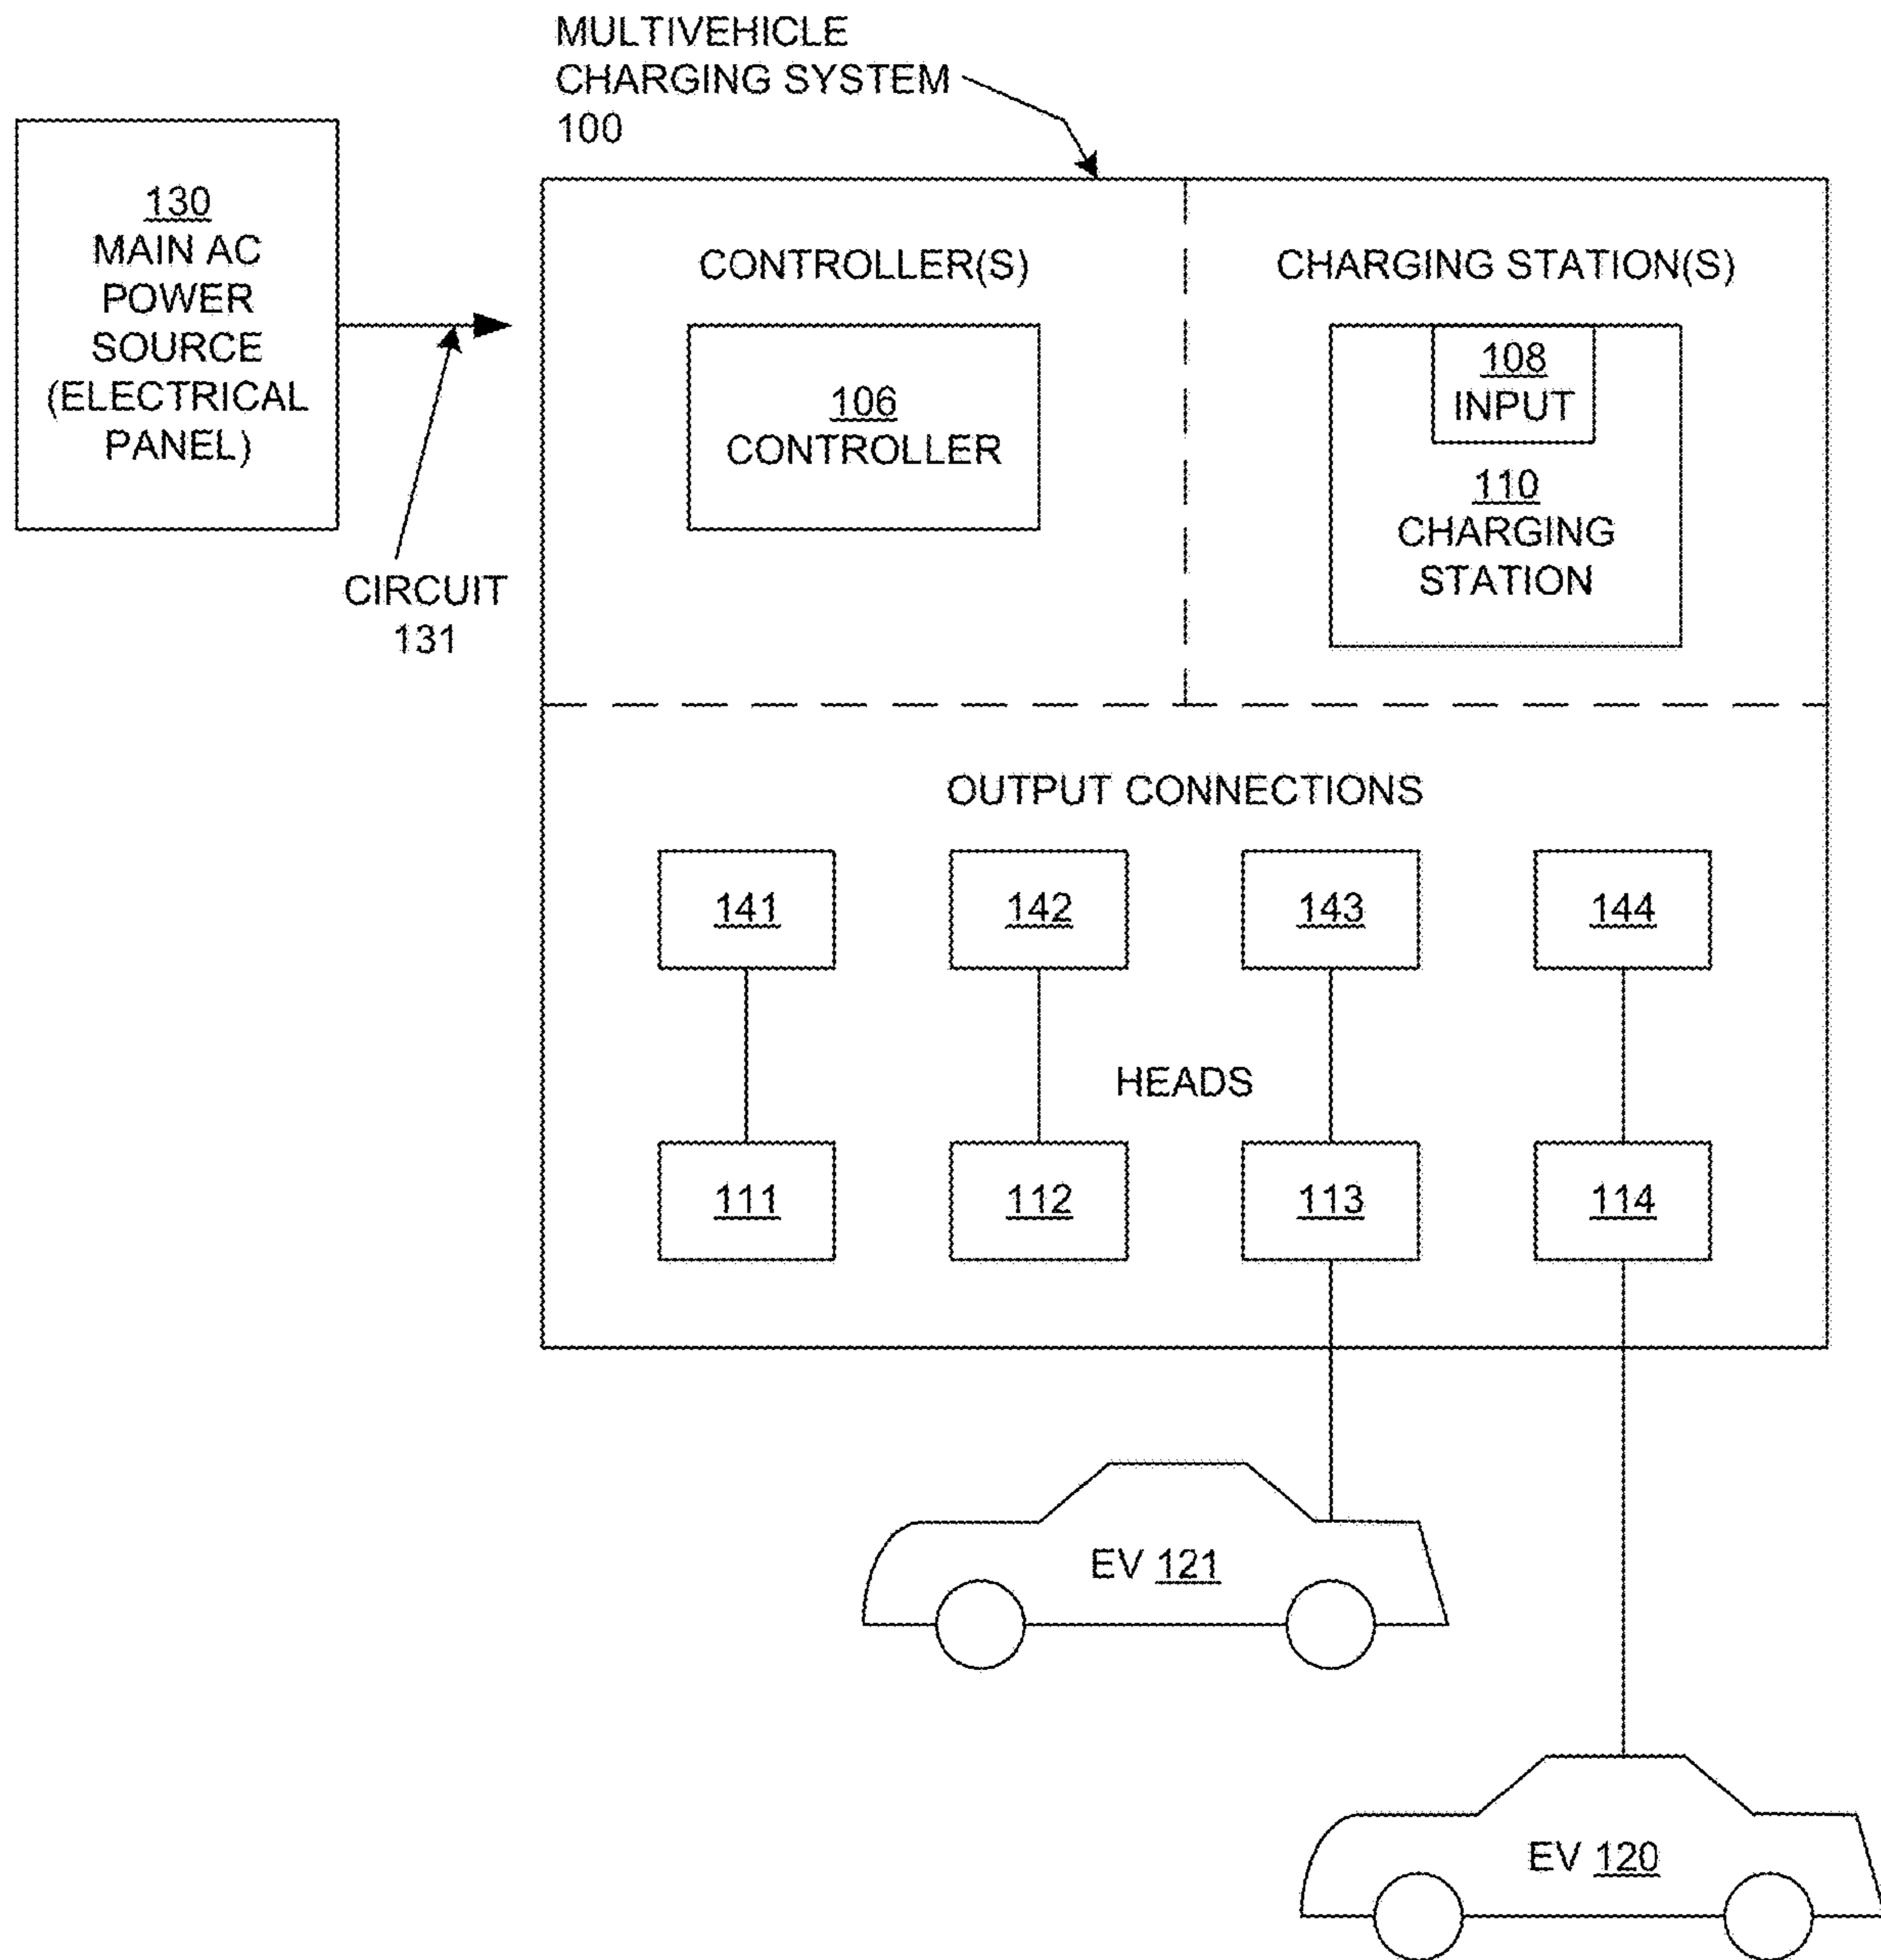 MULTIVEHICLE
CHARGING SYSTEM
100
130
MAIN AC
POWER
SOURCE
(ELECTRICAL
PANEL)
CIRCUIT
131
CONTROLLER(S)
106
CONTROLLER
CHARGING STATION(S)
108
INPUT
110
CHARGING
STATION
OUTPUT CONNECTIONS
141
142
143
144
HEADS
111
112
113
114
EV 121
EV 120